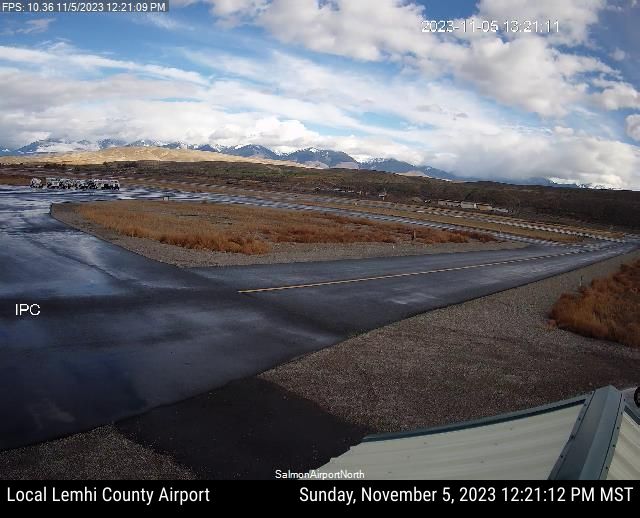 FPS: 10.36 11/5/2023 12:21:09 PM
2023-11-05 13:21:11
IPC
SalmonAirportNorth
Local Lemhi County Airport
Sunday, November 5, 2023 12:21:12 PM MST